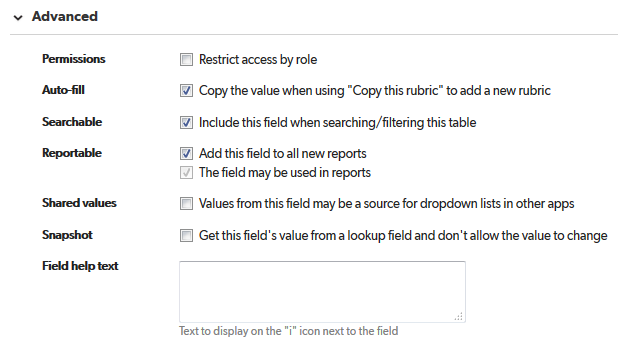 Advanced
Permissions Restrict access by role
Auto-fill Copy the value when using "Copy this rubric" to add a new rubric
Searchable Include this field when searching/filtering this table
Reportable Add this field to all new reports
The field may be used in reports
Shared values Values from this field may be a source for dropdown lists in other apps
Snapshot Get this field's value from a lookup field and don't allow the value to change
Field help text
Text to display on the "i" icon next to the field